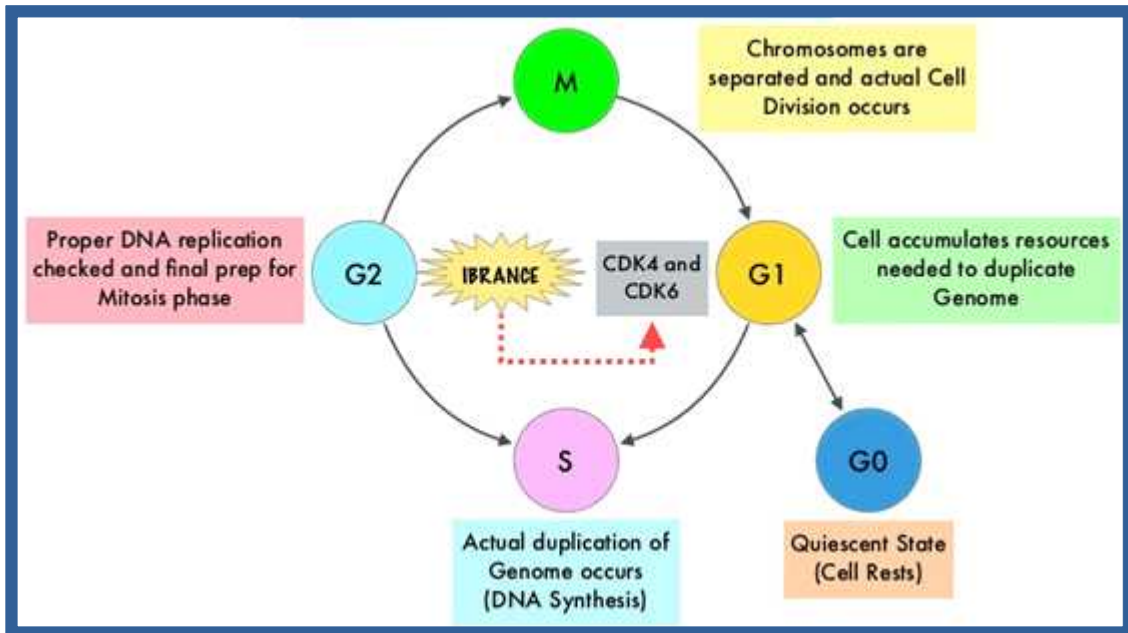 M
Chromosomes are
separated and actual Cell
Division occurs
Proper DNA replication
checked and final prep for
Mitosis phase
G2
IBRANCE
CDK4 and
CDK6
G1
Cell accumulates resources
needed to duplicate
Genome
S
G0
Actual duplication of
Genome occurs
(DNA Synthesis)
Quiescent State
(Cell Rests)